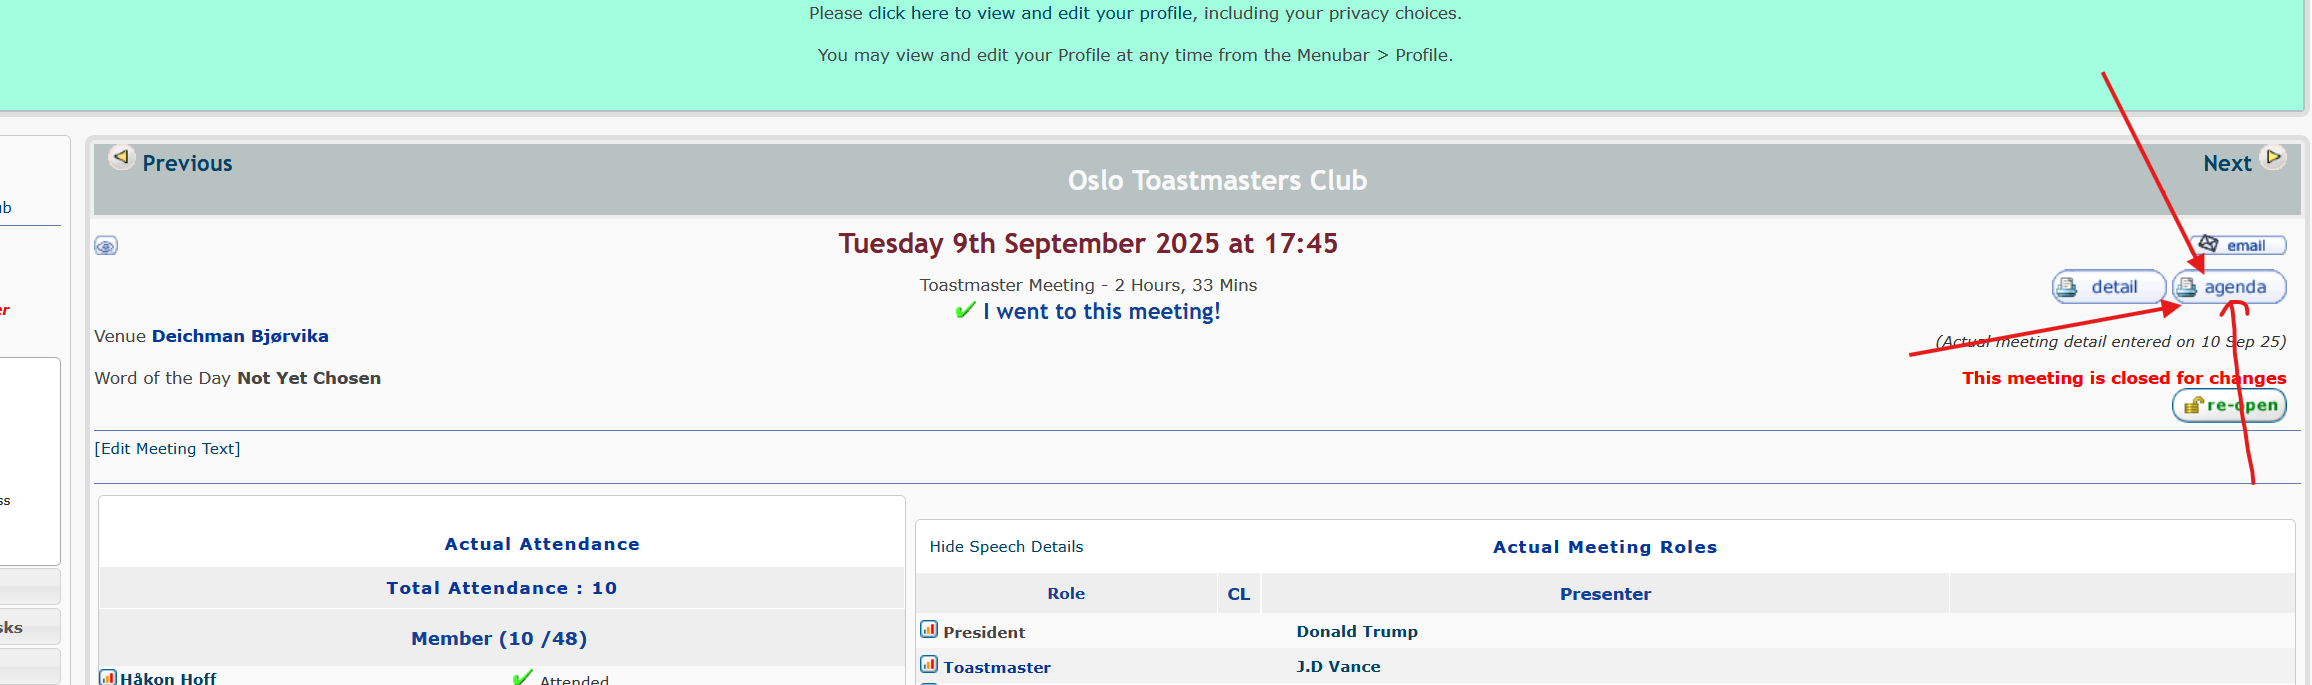 Please click here to view and edit your profile, including your privacy choices.
You may view and edit your Profile at any time from the Menubar > Profile.
Previous
Oslo Toastmasters Club
Next
Tuesday 9th September 2025 at 17:45
email
Toastmaster Meeting - 2 Hours, 33 Mins
detail
agenda
I went to this meeting!
Venue Deichman Bjørvika
(Actual meeting detail entered on 10 Sep 25)
Word of the Day Not Yet Chosen
This meeting is closed for changes
re-open
[Edit Meeting Text]
Actual Attendance
Total Attendance : 10
Member (10 /48)
Håkon Hoff Attended
Hide Speech Details
Actual Meeting Roles
Role CL Presenter
President Donald Trump
Toastmaster J.D Vance